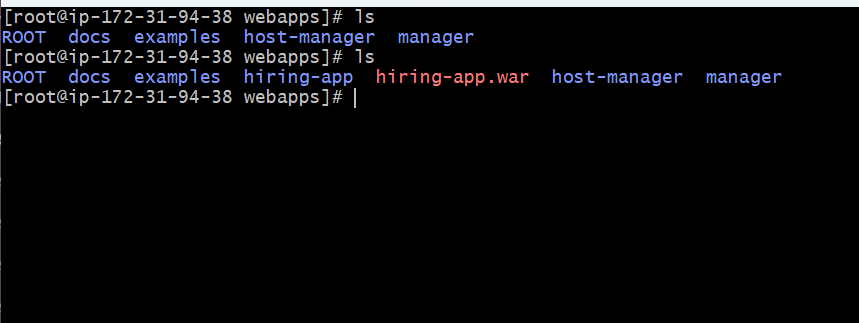 [root@ip-172-31-94-38 webapps]# ls
ROOT  docs  examples  host-manager  manager
[root@ip-172-31-94-38 webapps]# ls
ROOT  docs  examples  hiring-app  hiring-app.war  host-manager  manager
[root@ip-172-31-94-38 webapps]#